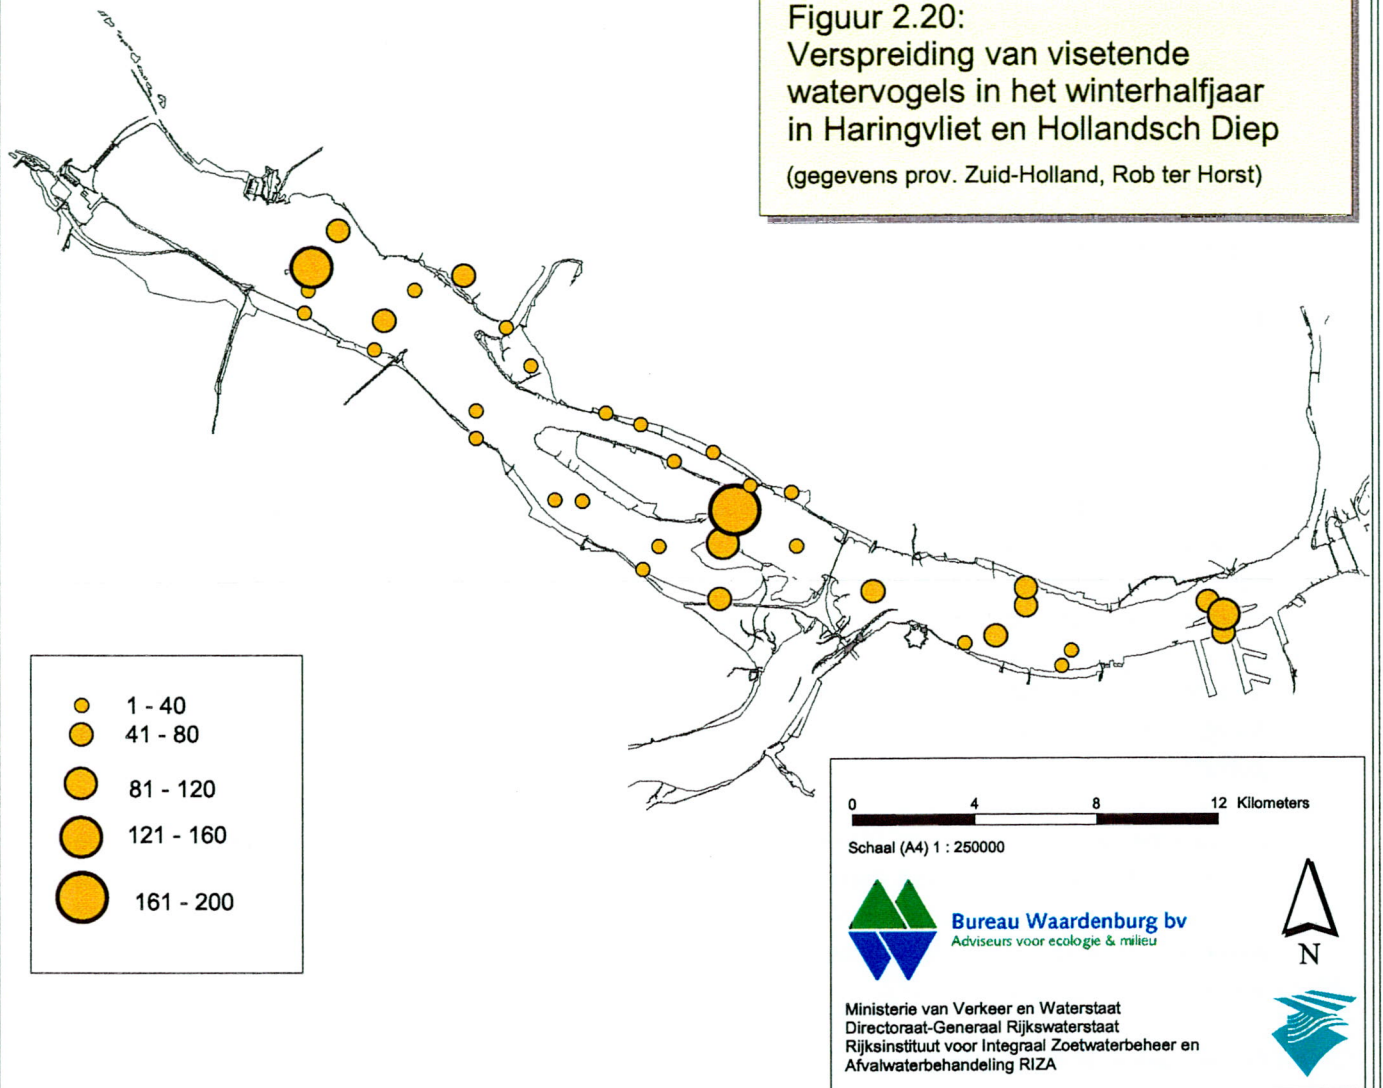 Figuur 2.20:
Verspreiding van visetende
watervogels in het winterhalfjaar
in Haringvliet en Hollandsch Diep
(gegevens prov. Zuid-Holland, Rob ter Horst)
1 - 40
41 - 80
81 - 120
121 - 160
161 - 200
0 4 8 12 Kilometers
Schaal (A4) 1 : 250000
Bureau Waardenburg bv
Adviseurs voor ecologie & milieu
N
Ministerie van Verkeer en Waterstaat
Directoraat-Generaal Rijkswaterstaat
Rijksinstituut voor Integraal Zoetwaterbeheer en
Afvalwaterbehandeling RIZA